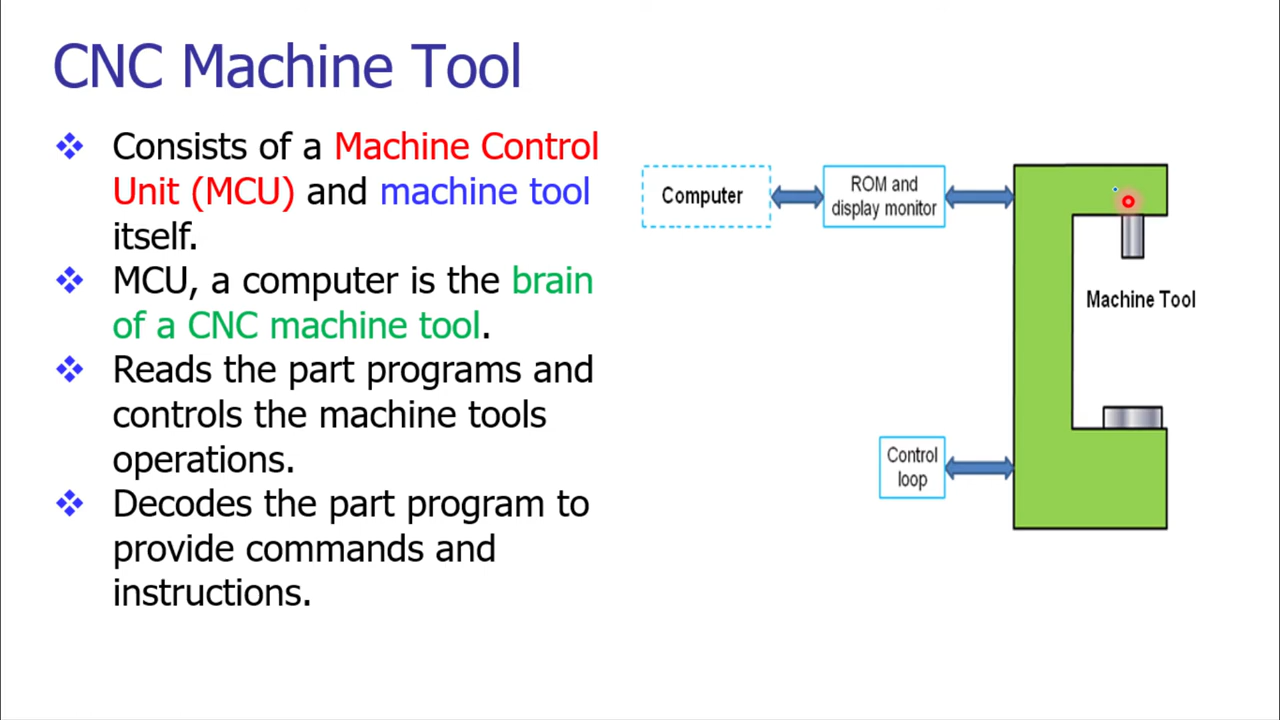 CNC Machine Tool
Consists of a Machine Control
Unit (MCU) and machine tool
itself.
MCU, a computer is the brain
of a CNC machine tool.
Reads the part programs and
controls the machine tools
operations.
Decodes the part program to
provide commands and
instructions.
Computer
ROM and
display monitor
Machine Tool
Control
loop